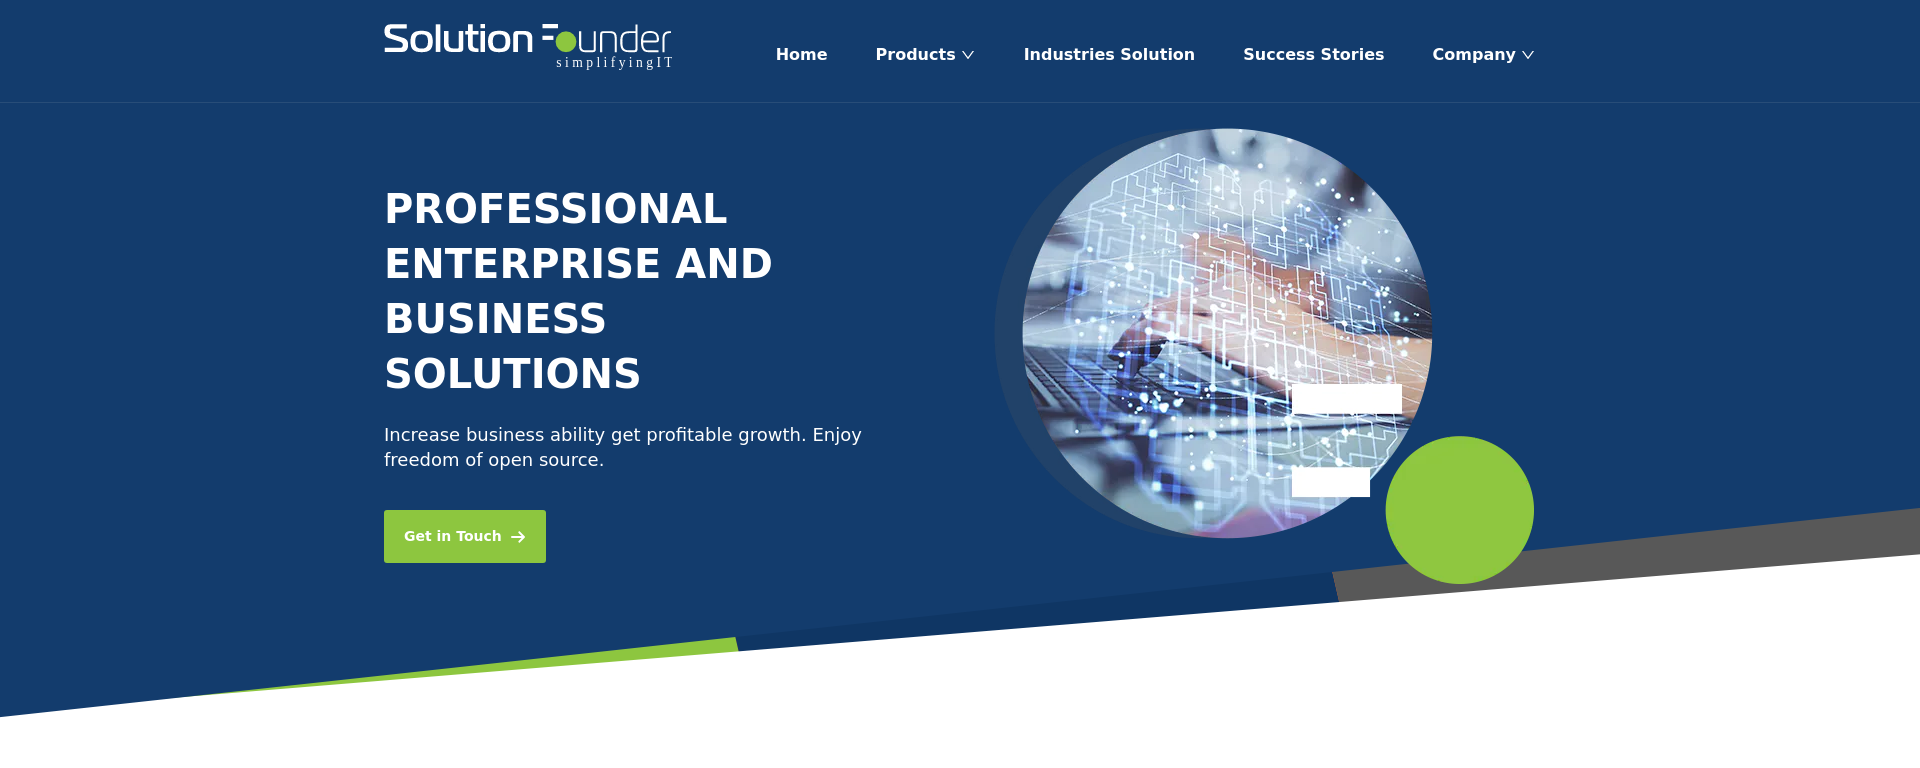 Solution Founder
simplifyingIT
Home Products Industries Solution Success Stories Company
PROFESSIONAL
ENTERPRISE AND
BUSINESS
SOLUTIONS
Increase business ability get profitable growth. Enjoy
freedom of open source.
Get in Touch